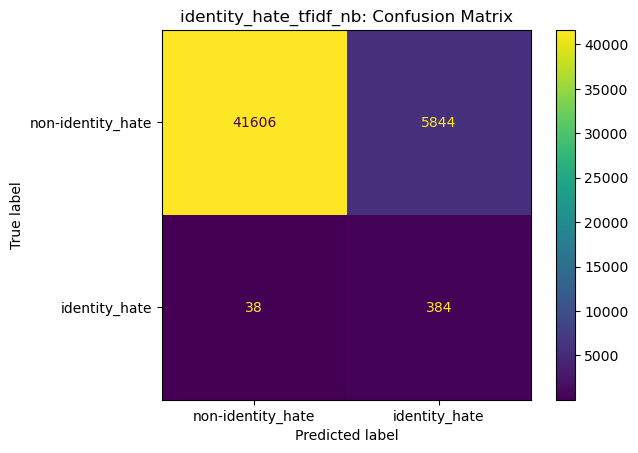 identity_hate_tfidf_nb: Confusion Matrix
non-identity_hate
identity_hate
True label
41606
5844
38
384
non-identity_hate
identity_hate
Predicted label
40000
35000
30000
25000
20000
15000
10000
5000